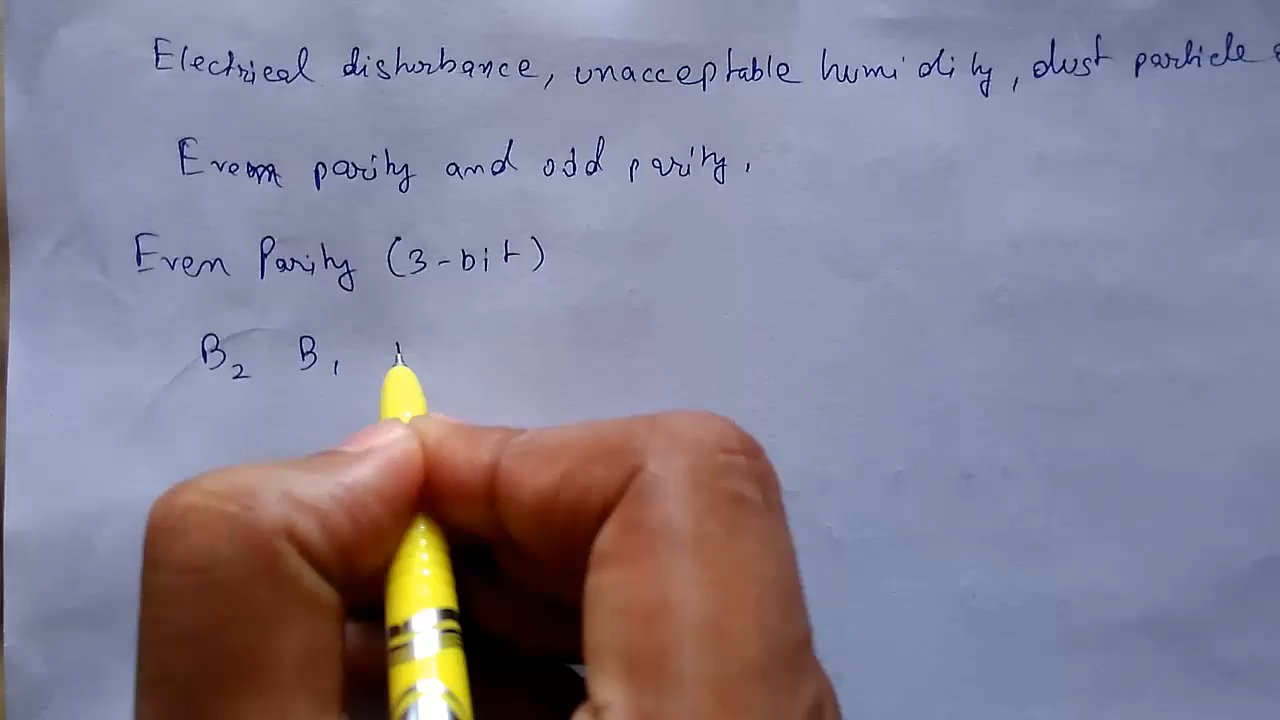 Electrical disturbance, unacceptable humidity, dust particle
Even parity and odd parity.
Even Parity (3-bit)
B2 B1